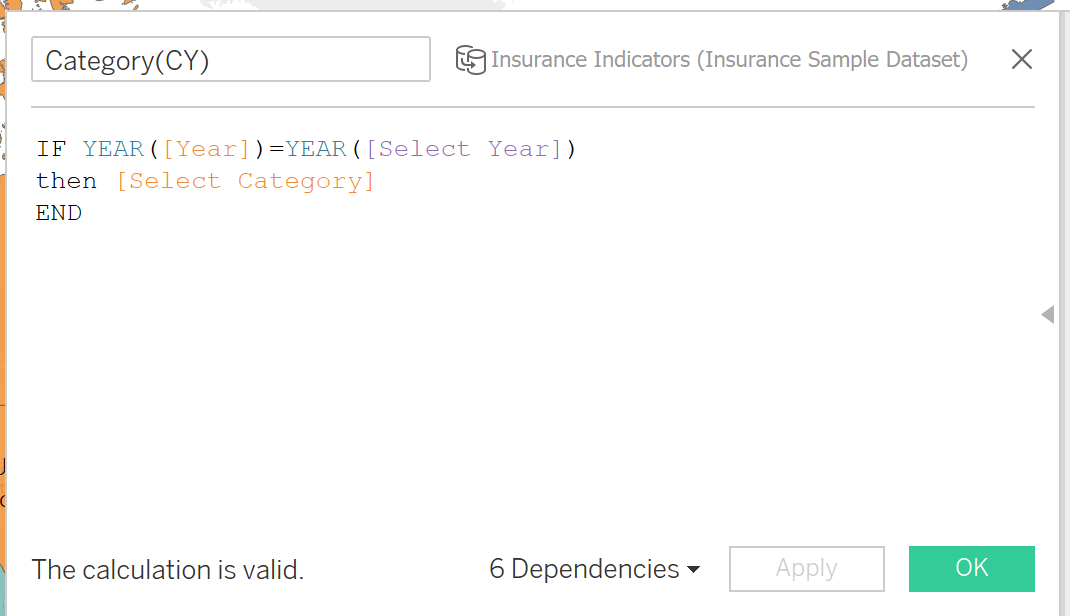 Category(CY)
Insurance Indicators (Insurance Sample Dataset)
IF YEAR([Year])=YEAR([Select Year])
then [Select Category]
END
The calculation is valid.
6 Dependencies
Apply
OK